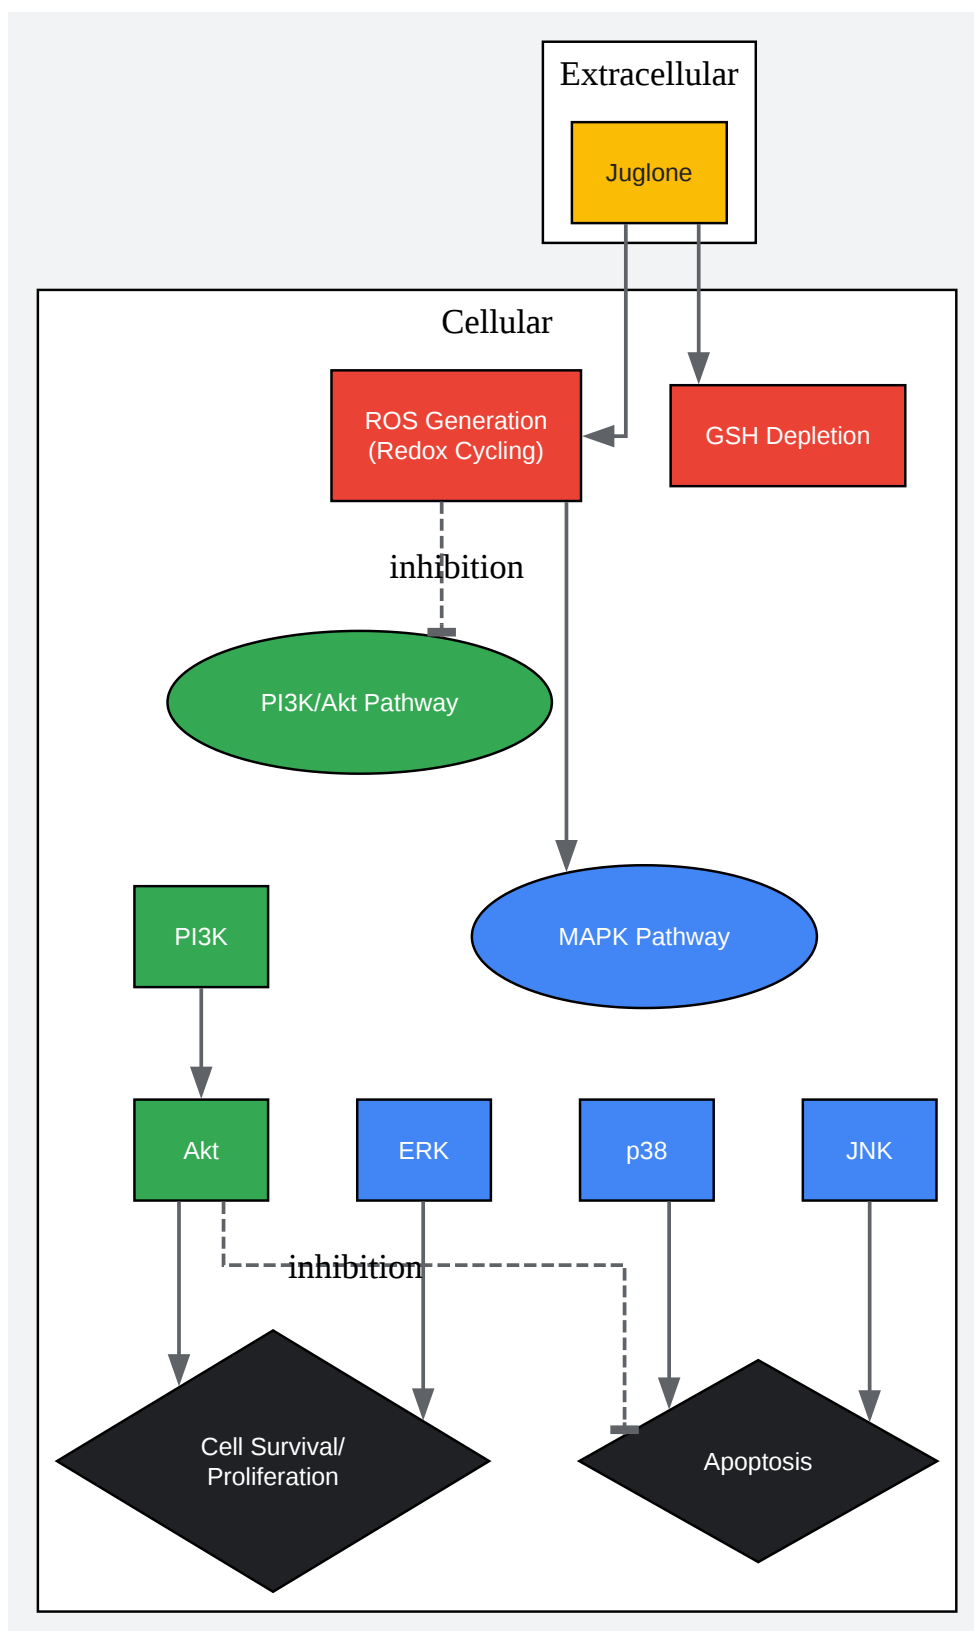 Extracellular
Juglone
Cellular
ROS Generation
(Redox Cycling)
GSH Depletion
inhibition
PI3K/Akt Pathway
PI3K
MAPK Pathway
Akt
ERK
p38
JNK
inhibition
Cell Survival/
Proliferation
Apoptosis